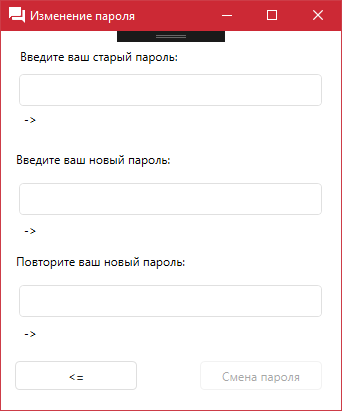 Изменение пароля
Введите ваш старый пароль:
->
Введите ваш новый пароль:
->
Повторите ваш новый пароль:
->
<=
Смена пароля